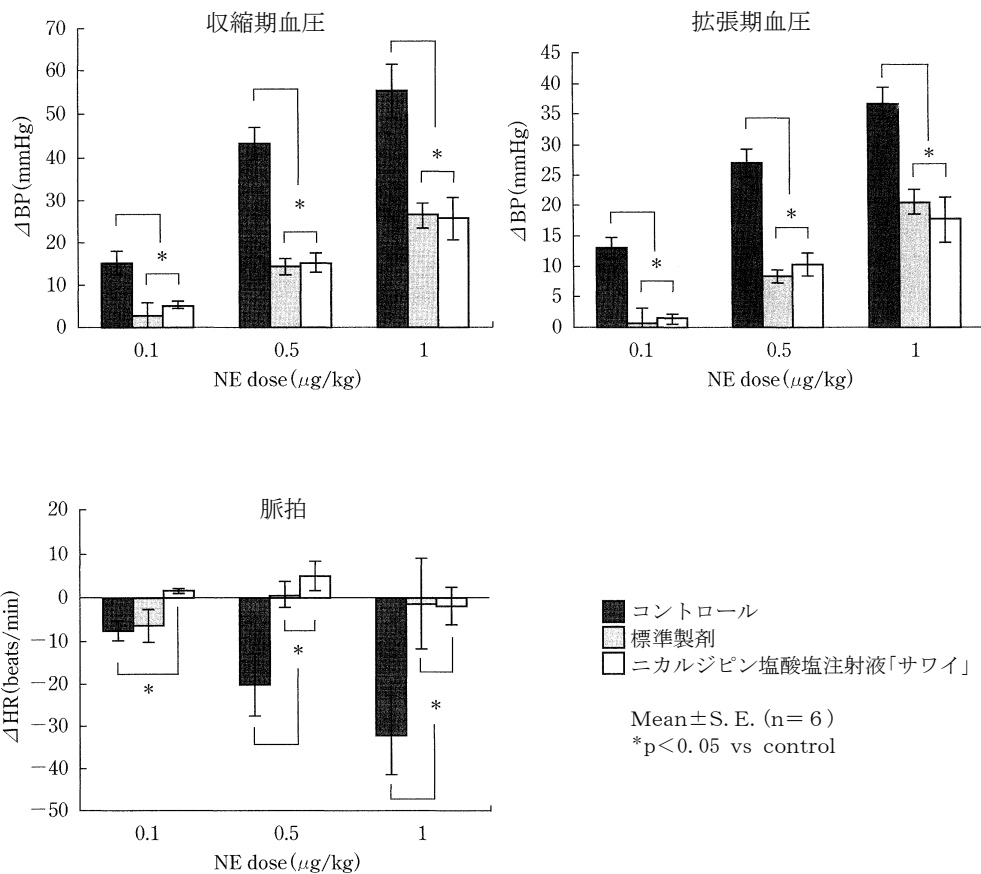 収縮期血圧
70
60
50
40
30
20
10
0
ΔBP(mmHg)
*
*
*
0.1 0.5 1
NE dose(μg/kg)
拡張期血圧
45
40
35
30
25
20
15
10
5
0
ΔBP(mmHg)
*
*
*
0.1 0.5 1
NE dose(μg/kg)
脈拍
20
10
0
−10
−20
−30
−40
−50
ΔHR(beats/min)
*
*
*
0.1 0.5 1
NE dose(μg/kg)
コントロール
標準製剤
ニカルジピン塩酸塩注射液「サワイ」
Mean±S.E.(n=6)
*p<0.05 vs control